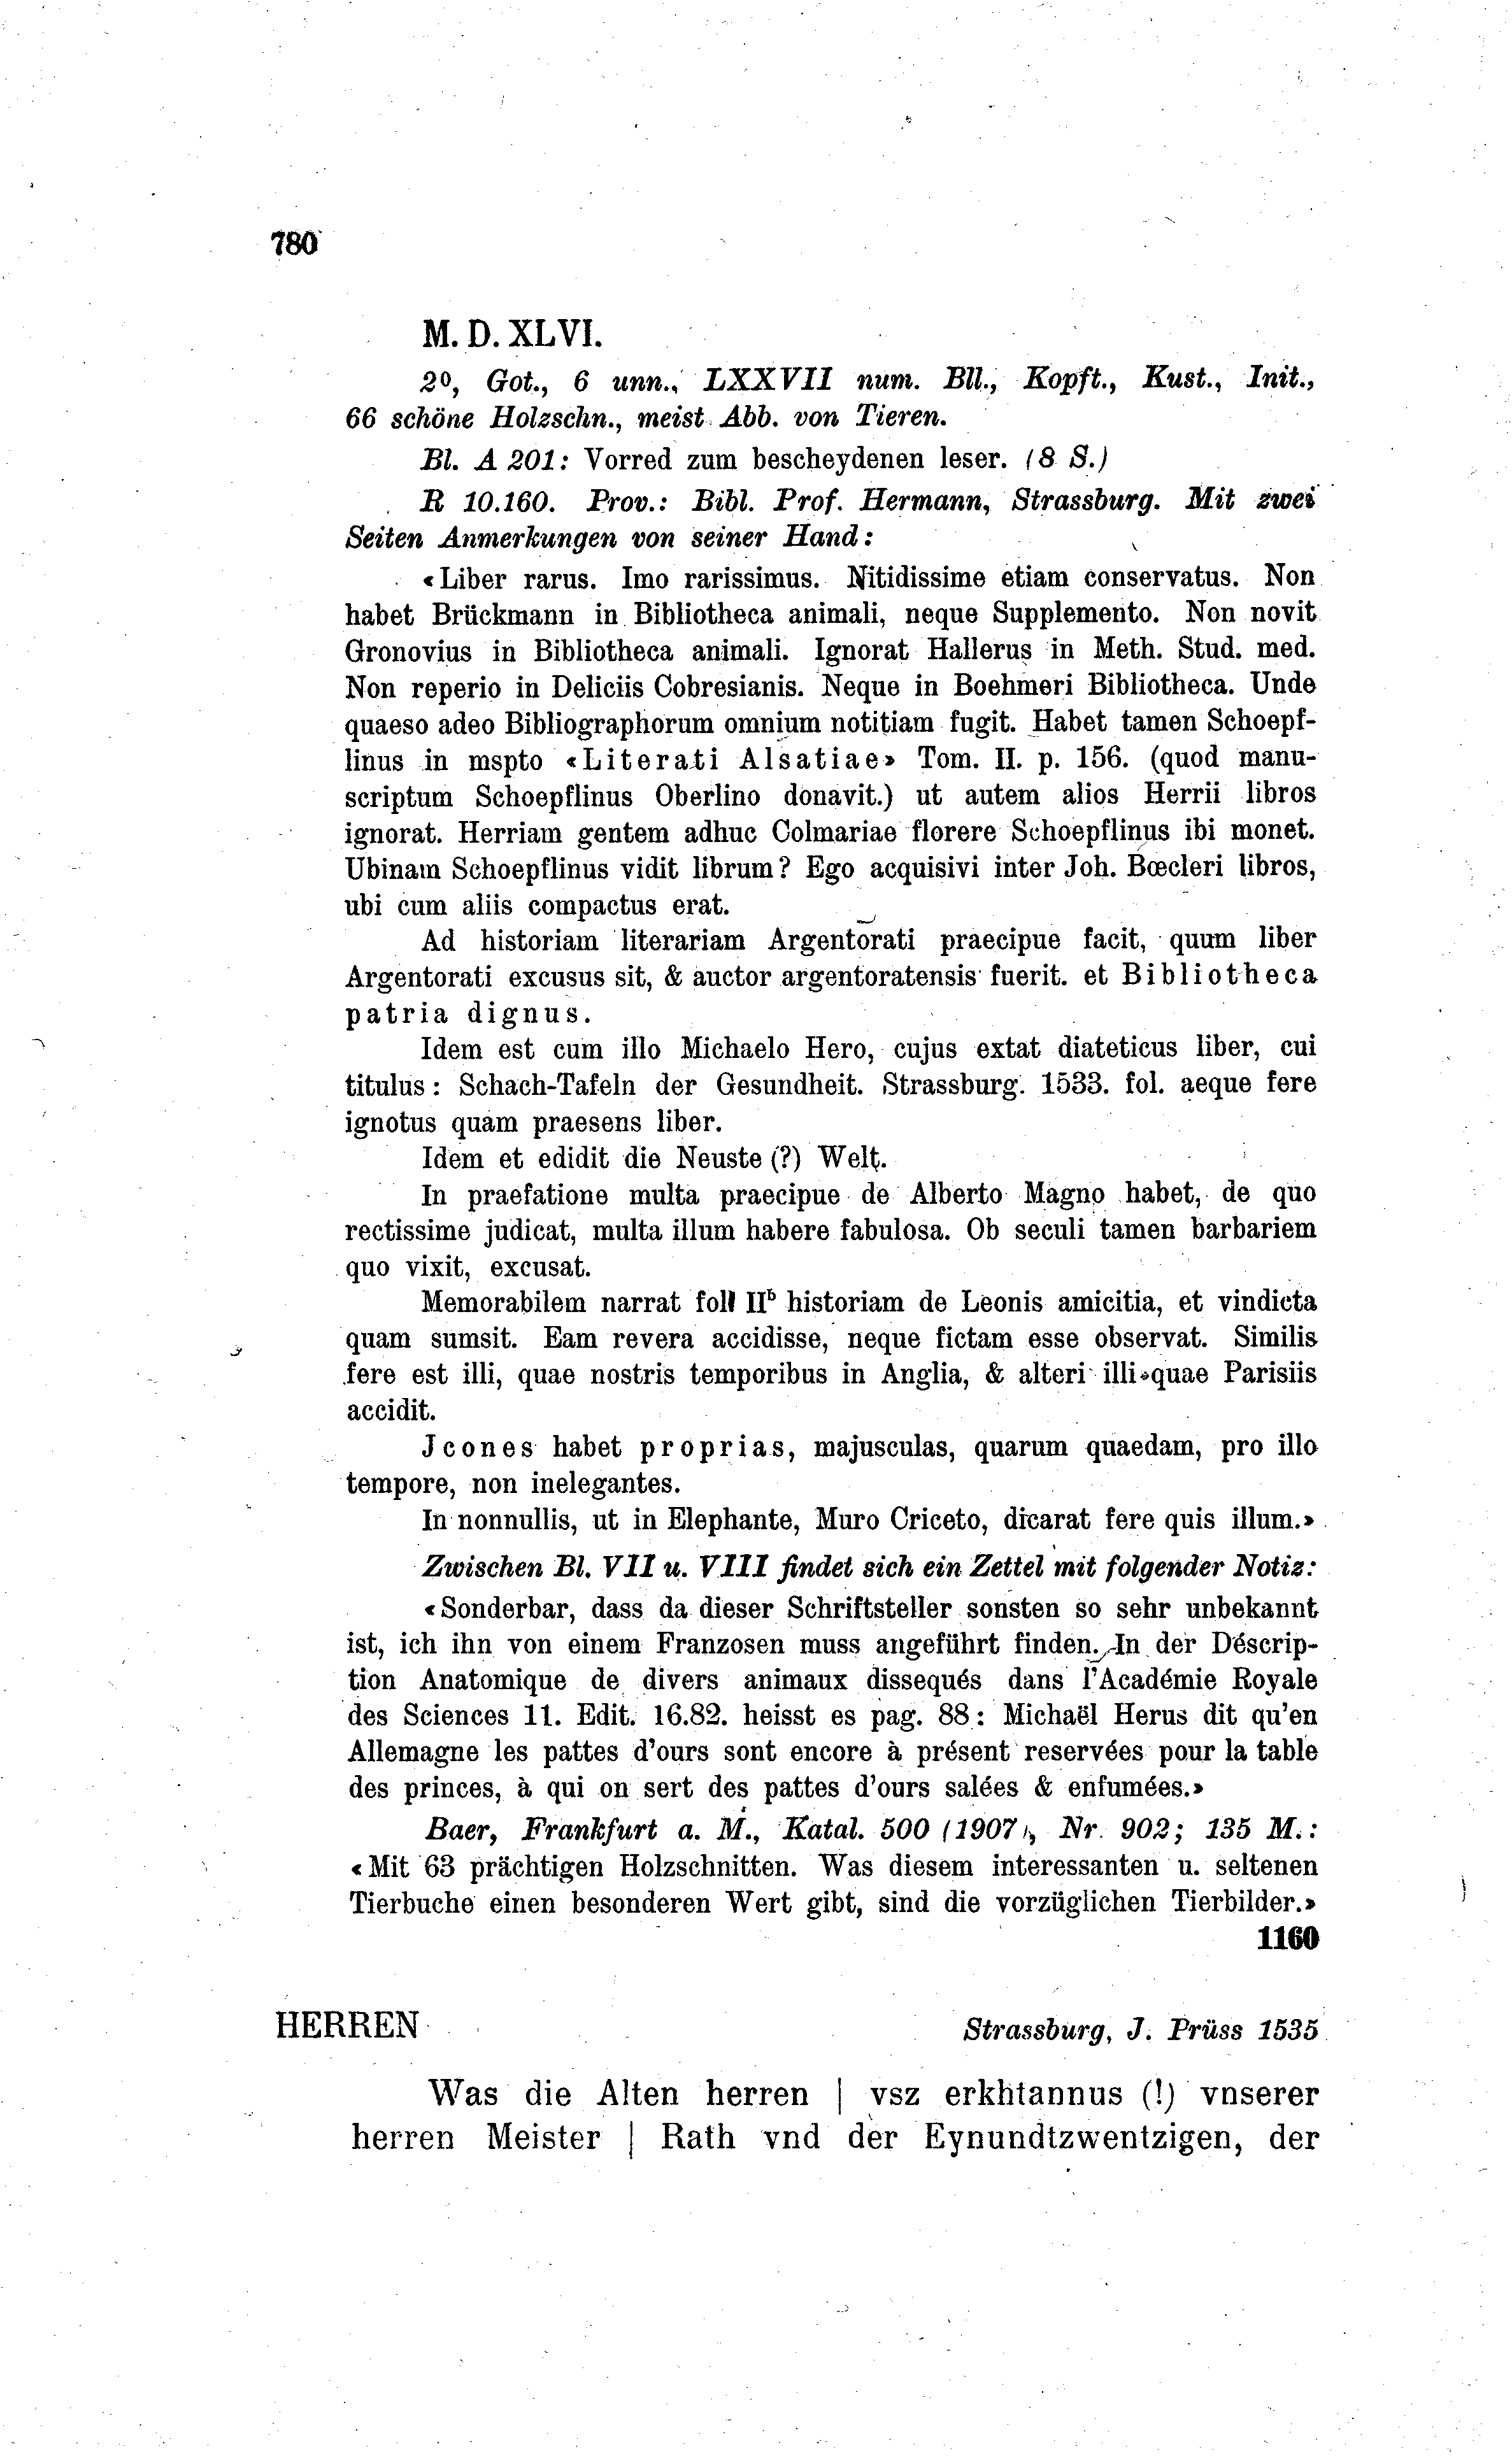 780
M. D. XLVI.
2⁰, Got., 6 unn., LXXVII num. Bll., Kopft., Kust., Init.,
66 schöne Holzschn., meist Abb. von Tieren.
Bl. A 201: Vorred zum bescheydenen leser. (8 S.)
R 10.160. Prov.: Bibl. Prof. Hermann, Strassburg. Mit zwei
Seiten Anmerkungen von seiner Hand:
«Liber rarus. Imo rarissimus. Nitidissime etiam conservatus. Non
habet Brückmann in Bibliotheca animali, neque Supplemento. Non novit
Gronovius in Bibliotheca animali. Ignorat Hallerus in Meth. Stud. med.
Non reperio in Deliciis Cobresianis. Neque in Boehmeri Bibliotheca. Unde
quaeso adeo Bibliographorum omnium notitiam fugit. Habet tamen Schoepf-
linus in mspto «Literati Alsatiae» Tom. II. p. 156. (quod manu-
scriptum Schoepflinus Oberlino donavit.) ut autem alios Herrii libros
ignorat. Herriam gentem adhuc Colmariae florere Schoepflinus ibi monet.
Ubinam Schoepflinus vidit librum? Ego acquisivi inter Joh. Bœcleri libros,
ubi cum aliis compactus erat.
Ad historiam literariam Argentorati praecipue facit, quum liber
Argentorati excusus sit, & auctor argentoratensis fuerit. et Bibliotheca
patria dignus.
Idem est cum illo Michaelo Hero, cujus extat diateticus liber, cui
titulus: Schach-Tafeln der Gesundheit. Strassburg. 1533. fol. aeque fere
ignotus quam praesens liber.
Idem et edidit die Neuste (?) Welt.
In praefatione multa praecipue de Alberto Magno habet, de quo
rectissime judicat, multa illum habere fabulosa. Ob seculi tamen barbariem
quo vixit, excusat.
Memorabilem narrat foll IIᵇ historiam de Leonis amicitia, et vindicta
quam sumsit. Eam revera accidisse, neque fictam esse observat. Similis
fere est illi, quae nostris temporibus in Anglia, & alteri illi quae Parisiis
accidit.
Jcones habet proprias, majusculas, quarum quaedam, pro illo
tempore, non inelegantes.
In nonnullis, ut in Elephante, Muro Criceto, dicarat fere quis illum.»
Zwischen Bl. VII u. VIII findet sich ein Zettel mit folgender Notiz:
«Sonderbar, dass da dieser Schriftsteller sonsten so sehr unbekannt
ist, ich ihn von einem Franzosen muss angeführt finden. In der Déscrip-
tion Anatomique de divers animaux dissequés dans l'Académie Royale
des Sciences 11. Edit. 16.82. heisst es pag. 88: Michaël Herus dit qu'en
Allemagne les pattes d'ours sont encore à présent reservées pour la table
des princes, à qui on sert des pattes d'ours salées & enfumées.»
Baer, Frankfurt a. M., Katal. 500 (1907), Nr. 902; 135 M.:
«Mit 63 prächtigen Holzschnitten. Was diesem interessanten u. seltenen
Tierbuche einen besonderen Wert gibt, sind die vorzüglichen Tierbilder.»
1160
HERREN Strassburg, J. Prüss 1535
Was die Alten herren | vsz erkhtannus (!) vnserer
herren Meister | Rath vnd der Eynundtzwentzigen, der